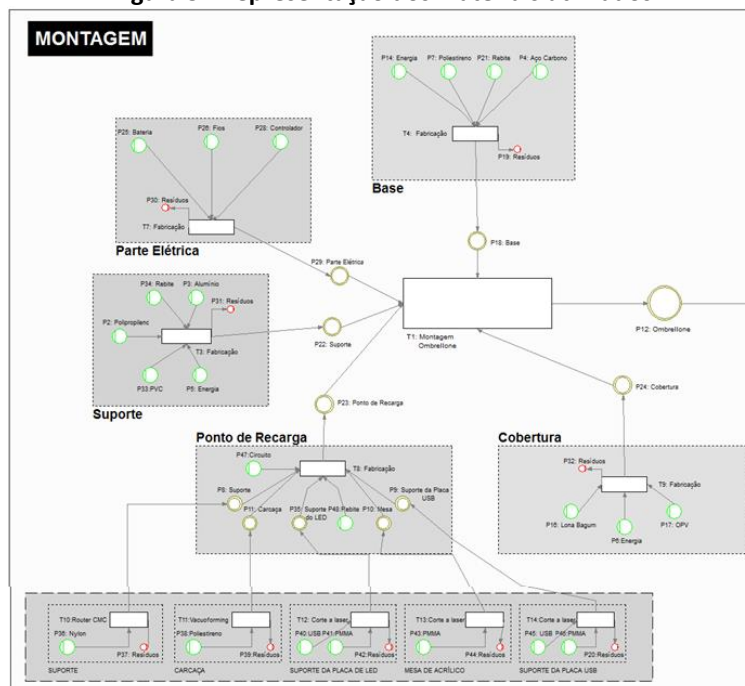 MONTAGEM
P14: Energia
P7: Poliestireno
P21: Rebite
P4: Aço Carbono
T4: Fabricação
P19: Resíduos
Base
P18: Base
P25: Bateria
P26: Fios
P28: Controlador
P30: Resíduos
T7: Fabricação
Parte Elétrica
P29: Parte Elétrica
P34: Rebite
P3: Alumínio
P31: Resíduos
P2: Polipropileno
T3: Fabricação
P33:PVC
P5: Energia
Suporte
P22: Suporte
T1: Montagem
Ombrellone
P12: Ombrellone
P23: Ponto de Recarga
P24: Cobertura
Ponto de Recarga
P47:Circuito
T8: Fabricação
P8: Suporte
P11: Carcaça
P35: Suporte
do LED
P48: Rebite
P10: Mesa
P9: Suporte da Placa
USB
Cobertura
P32: Resíduos
T9: Fabricação
P16: Lona Bagum
P6:Energia
P17: OPV
T10:Router CMC
P36: Nylon
P37: Resíduos
SUPORTE
T11:Vacuoforming
P38:Poliestireno
P39:Resíduos
CARCAÇA
T12: Corte a laser
P40:USB
P41:PMMA
P42:Resíduos
SUPORTE DA PLACA DE LED
T13:Corte a laser
P43:PMMA
P44:Resíduos
MESA DE ACRÍLICO
T14:Corte a laser
P45: USB
P46:PMMA
P20:Resíduos
SUPORTE DA PLACA USB